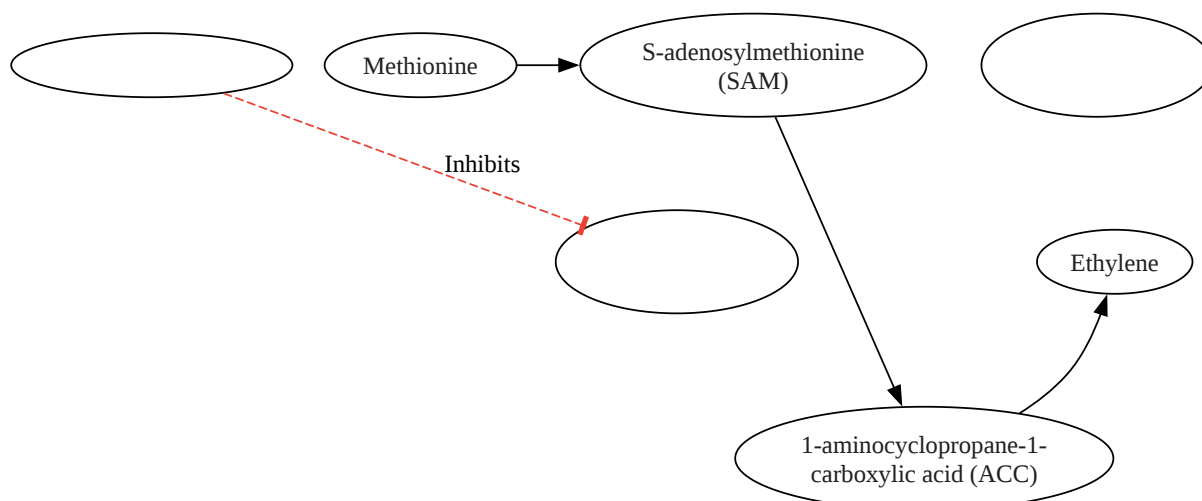 Methionine
S-adenosylmethionine
(SAM)
Inhibits
Ethylene
1-aminocyclopropane-1-
carboxylic acid (ACC)